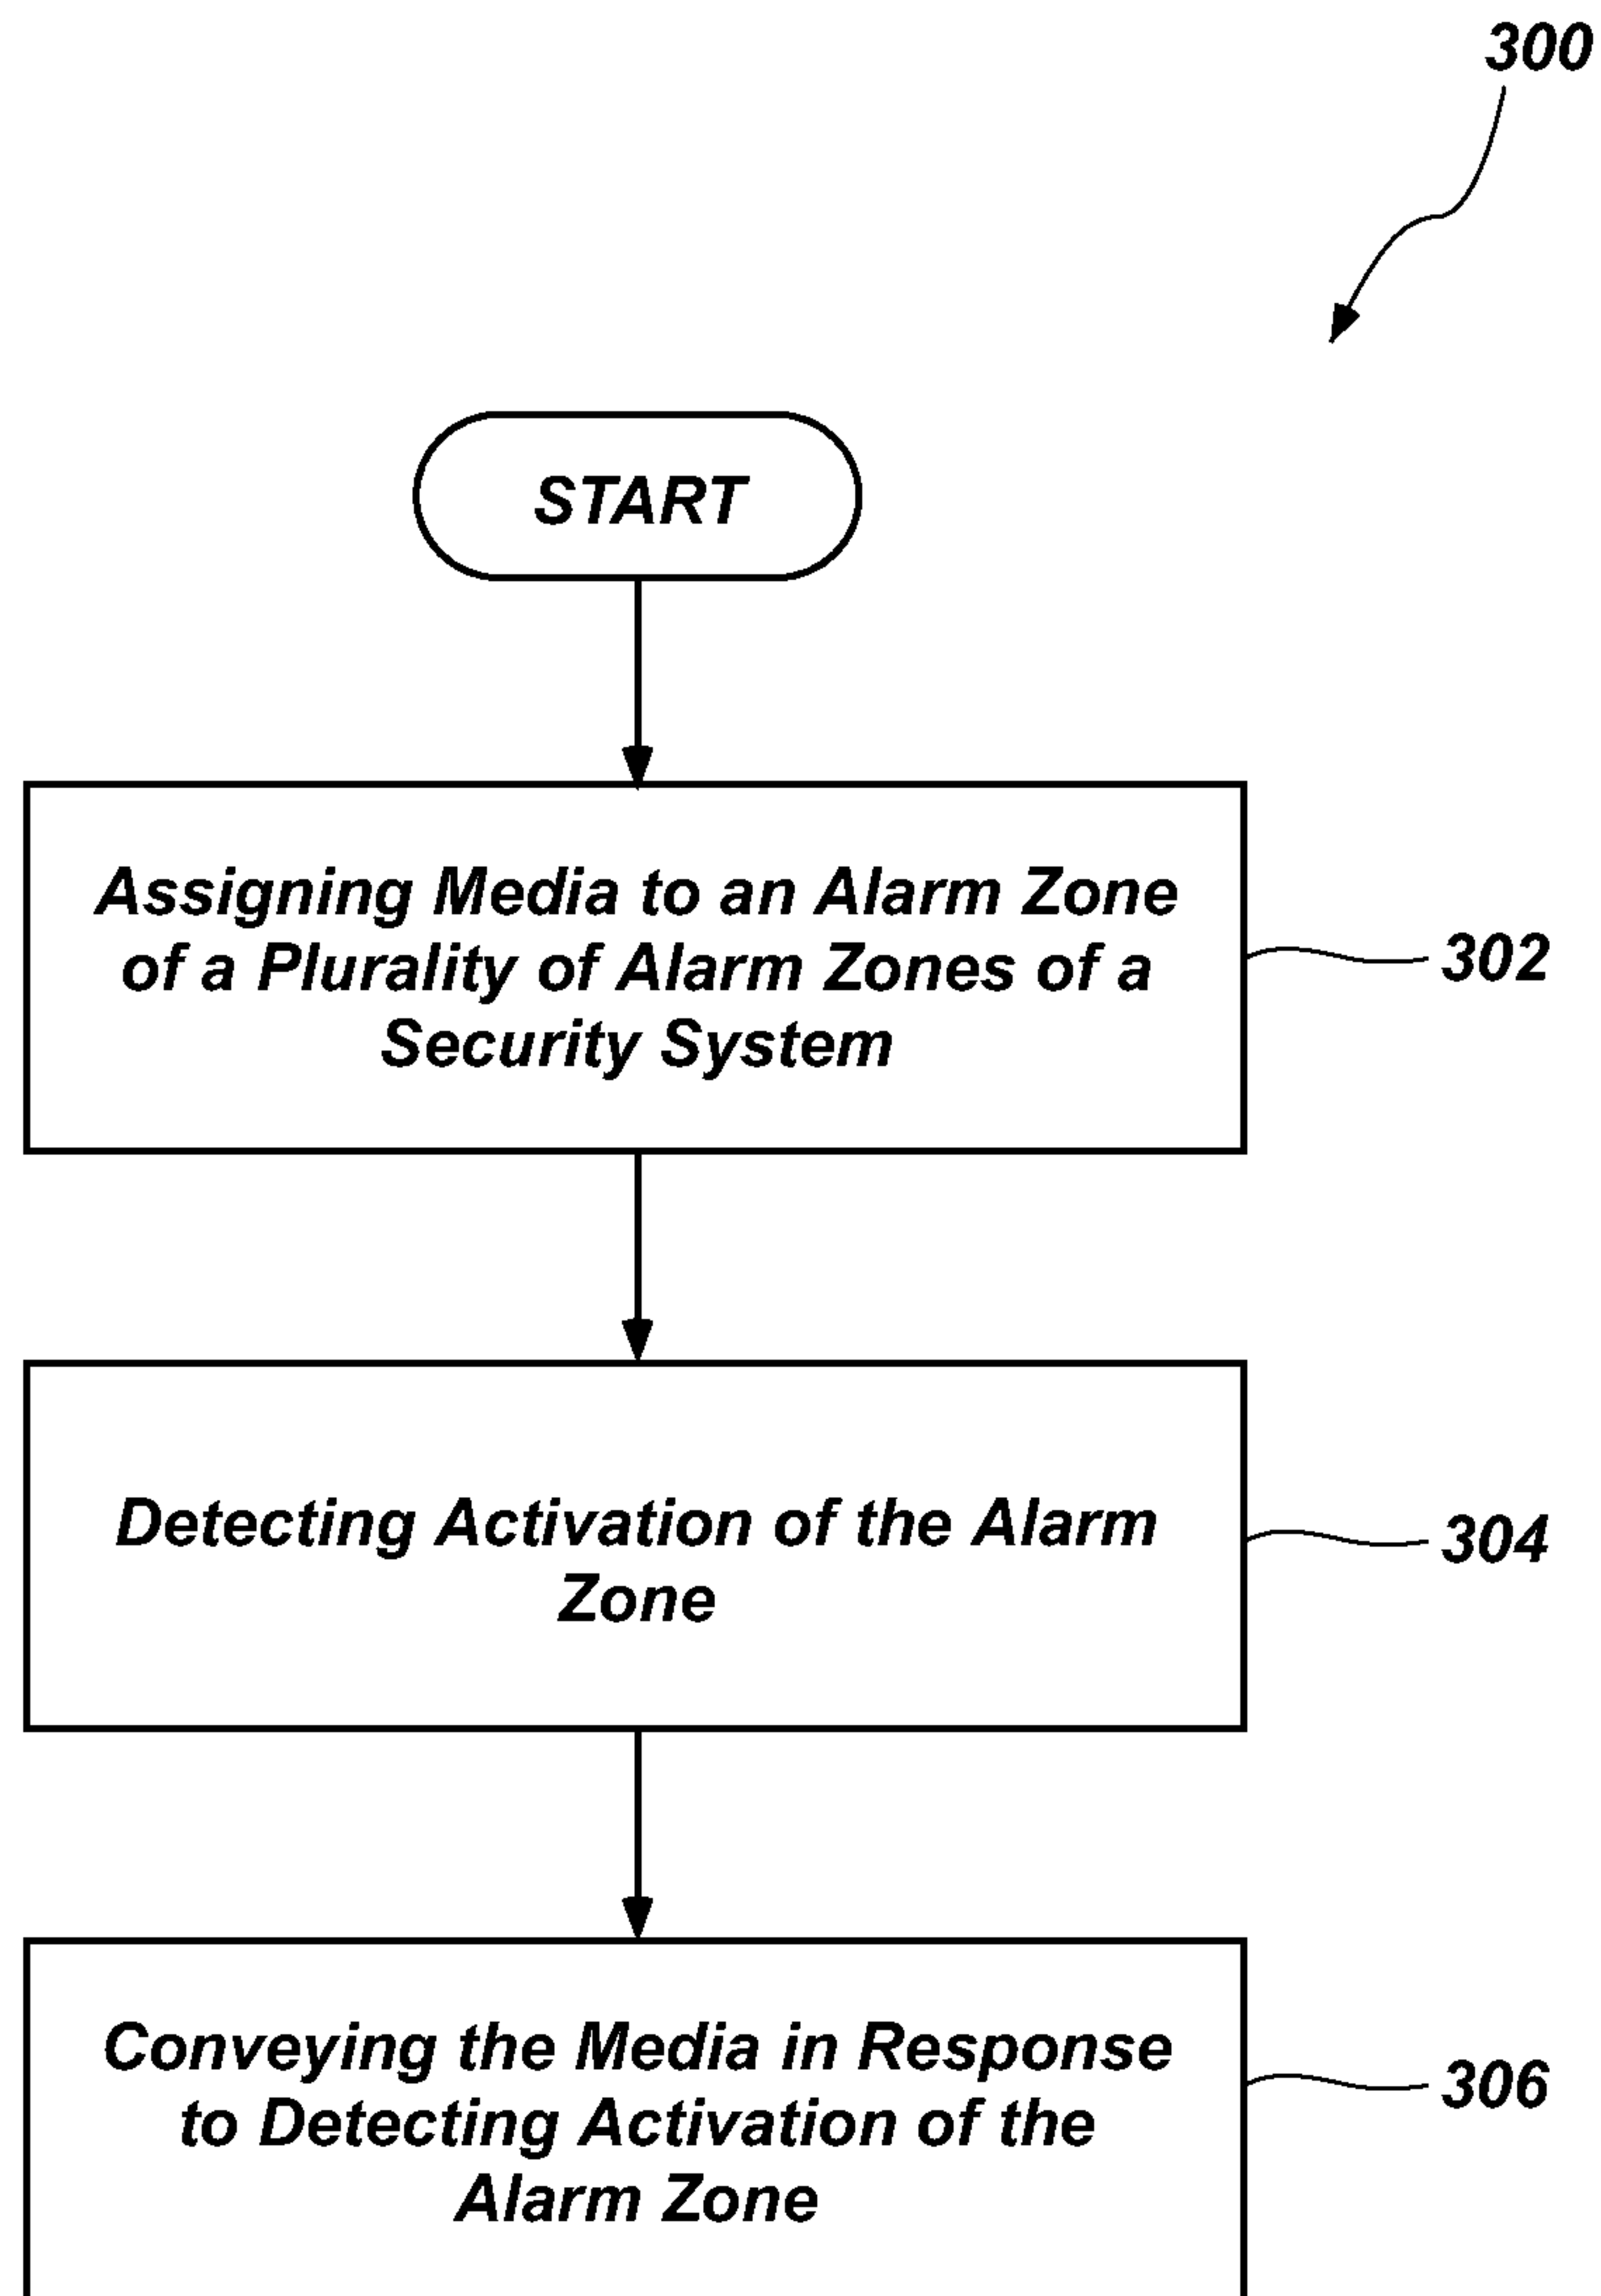 300
START
Assigning Media to an Alarm Zone
of a Plurality of Alarm Zones of a
Security System
302
Detecting Activation of the Alarm
Zone
304
Conveying the Media in Response
to Detecting Activation of the
Alarm Zone
306